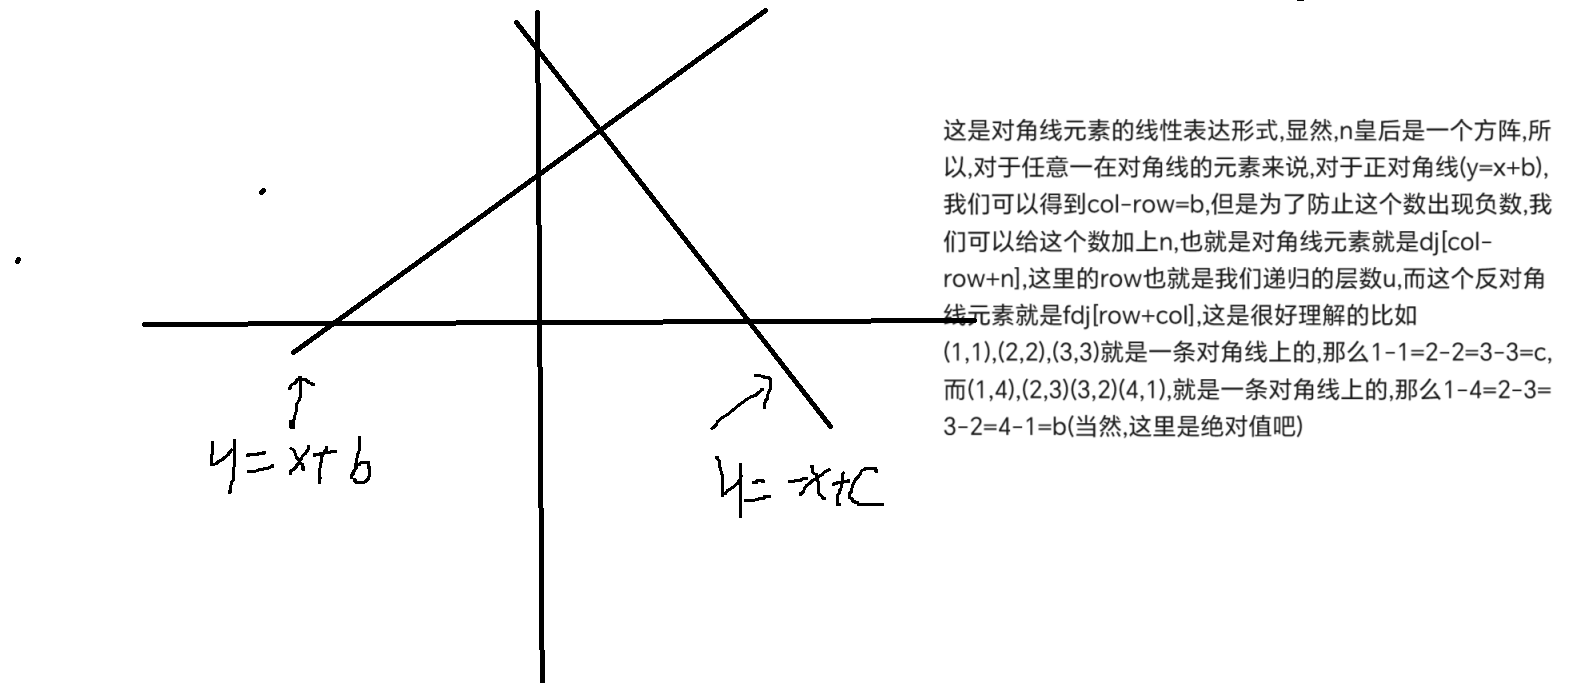 这是对角线元素的线性表达形式,显然,n皇后是一个方阵,所
以,对于任意一在对角线的元素来说,对于正对角线(y=x+b),
我们可以得到col-row=b,但是为了防止这个数出现负数,我
们可以给这个数加上n,也就是对角线元素就是dj[col-
row+n],这里的row也就是我们递归的层数u,而这个反对角
线元素就是fdj[row+col],这是很好理解的比如
(1,1),(2,2),(3,3)就是一条对角线上的,那么1-1=2-2=3-3=c,
而(1,4),(2,3)(3,2)(4,1),就是一条对角线上的,那么1-4=2-3=
3-2=4-1=b(当然,这里是绝对值吧)
y=x+b
y=-x+c